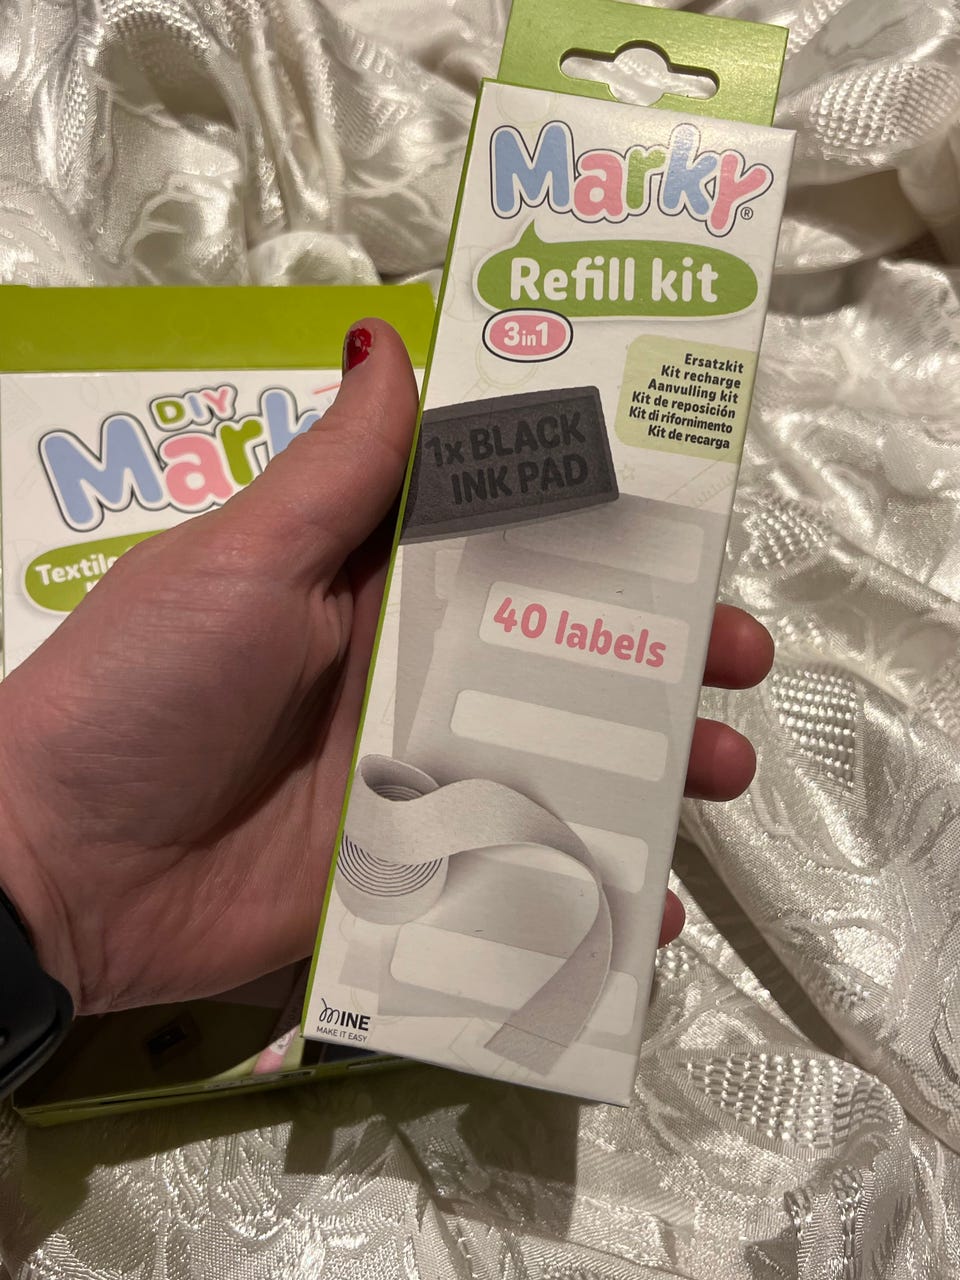 Marky®
Refill kit
3in1
Ersatzkit
Kit recharge
Aanvulling kit
Kit de reposición
Kit di rifornimento
Kit de recarga
1x BLACK
INK PAD
40 labels
MINE
MAKE IT EASY
DIY
Mark
Textile